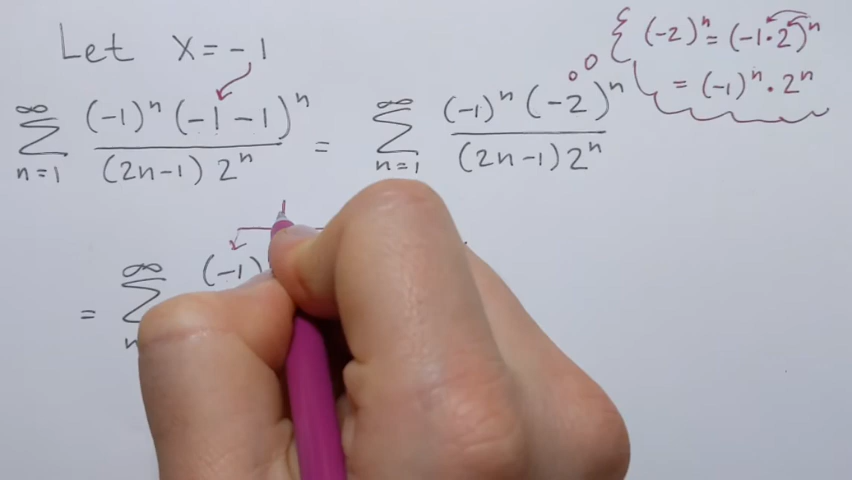 Let X = -1
{ (-2)^n = (-1·2)^n
= (-1)^n · 2^n
∞ ∑ n=1 (-1)^n (-1-1)^n / (2n-1) 2^n = ∞ ∑ n=1 (-1)^n (-2)^n / (2n-1) 2^n
= ∞ ∑ n (-1)